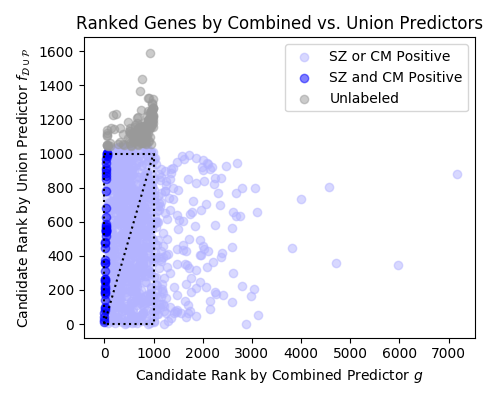 Ranked Genes by Combined vs. Union Predictors
SZ or CM Positive
SZ and CM Positive
Unlabeled
Candidate Rank by Union Predictor f_{D∪P}
1600
1400
1200
1000
800
600
400
200
0
0 1000 2000 3000 4000 5000 6000 7000
Candidate Rank by Combined Predictor g